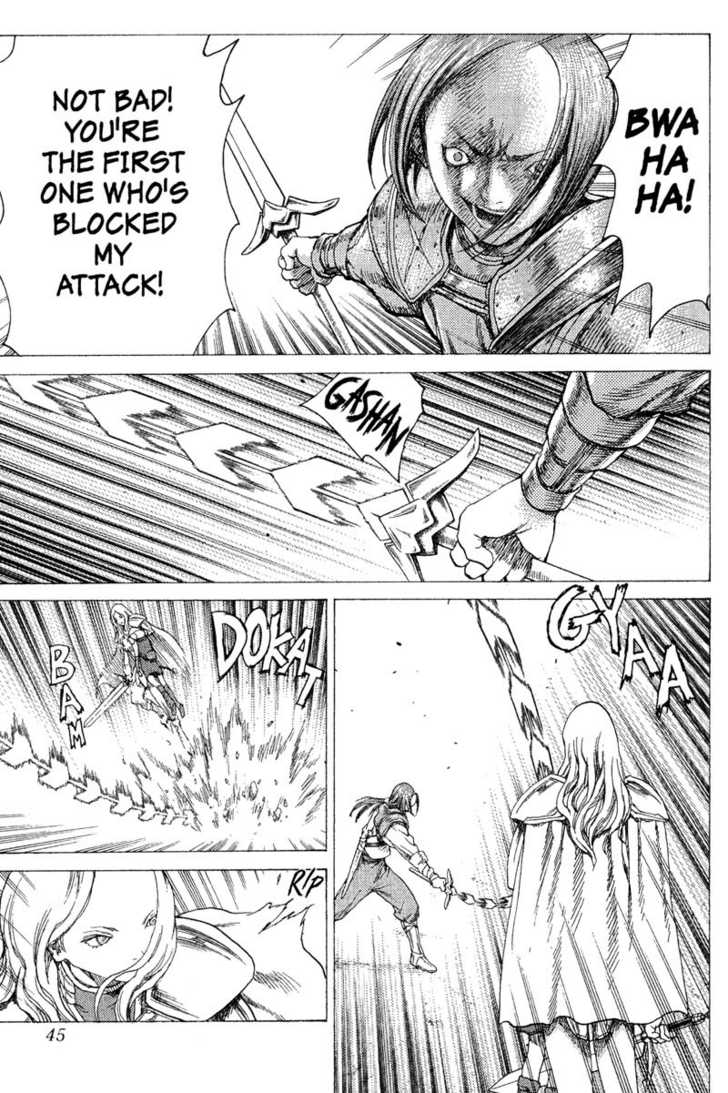 BWA
HA
HA!
NOT BAD!
YOU'RE
THE FIRST
ONE WHO'S
BLOCKED
MY
ATTACK!
GASHAN
GYAA
DOKAT
BAM
RIP
45